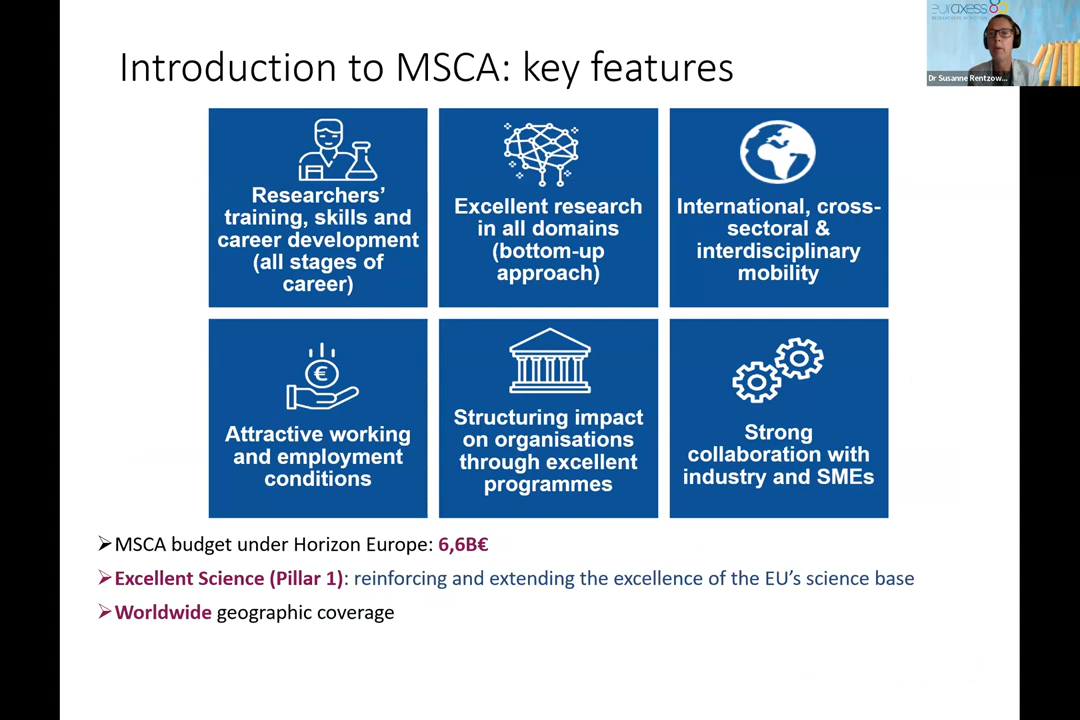 euraxess
Dr Susanne Rentzow...
Introduction to MSCA: key features
Researchers’
training, skills and
career development
(all stages of
career)
Excellent research
in all domains
(bottom-up
approach)
International, cross-
sectoral &
interdisciplinary
mobility
€
Attractive working
and employment
conditions
Structuring impact
on organisations
through excellent
programmes
Strong
collaboration with
industry and SMEs
➢MSCA budget under Horizon Europe: 6,6B€
➢Excellent Science (Pillar 1): reinforcing and extending the excellence of the EU’s science base
➢Worldwide geographic coverage